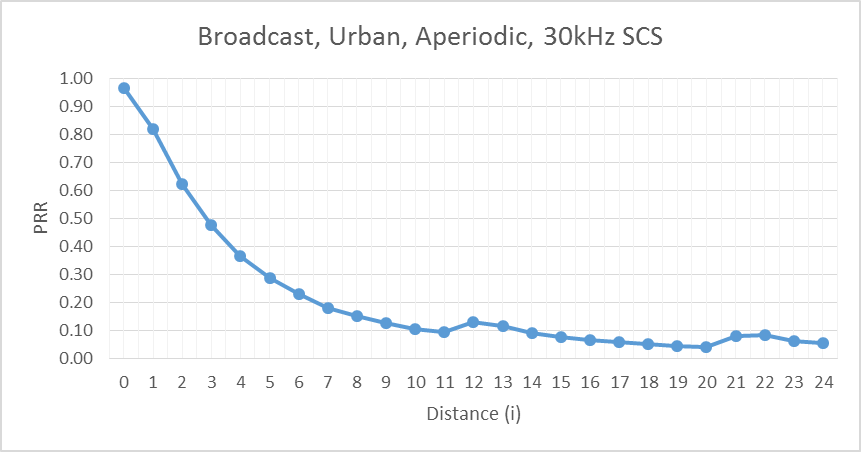 Broadcast, Urban, Aperiodic, 30kHz SCS
1.00
0.90
0.80
0.70
0.60
0.50
0.40
0.30
0.20
0.10
0.00
PRR
0 1 2 3 4 5 6 7 8 9 10 11 12 13 14 15 16 17 18 19 20 21 22 23 24
Distance (i)